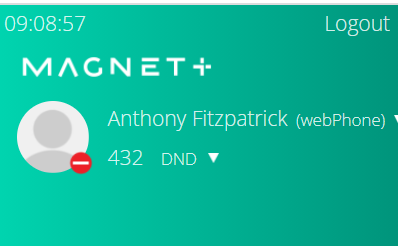 09:08:57 Logout
MAGNET+
Anthony Fitzpatrick (webPhone)
432 DND